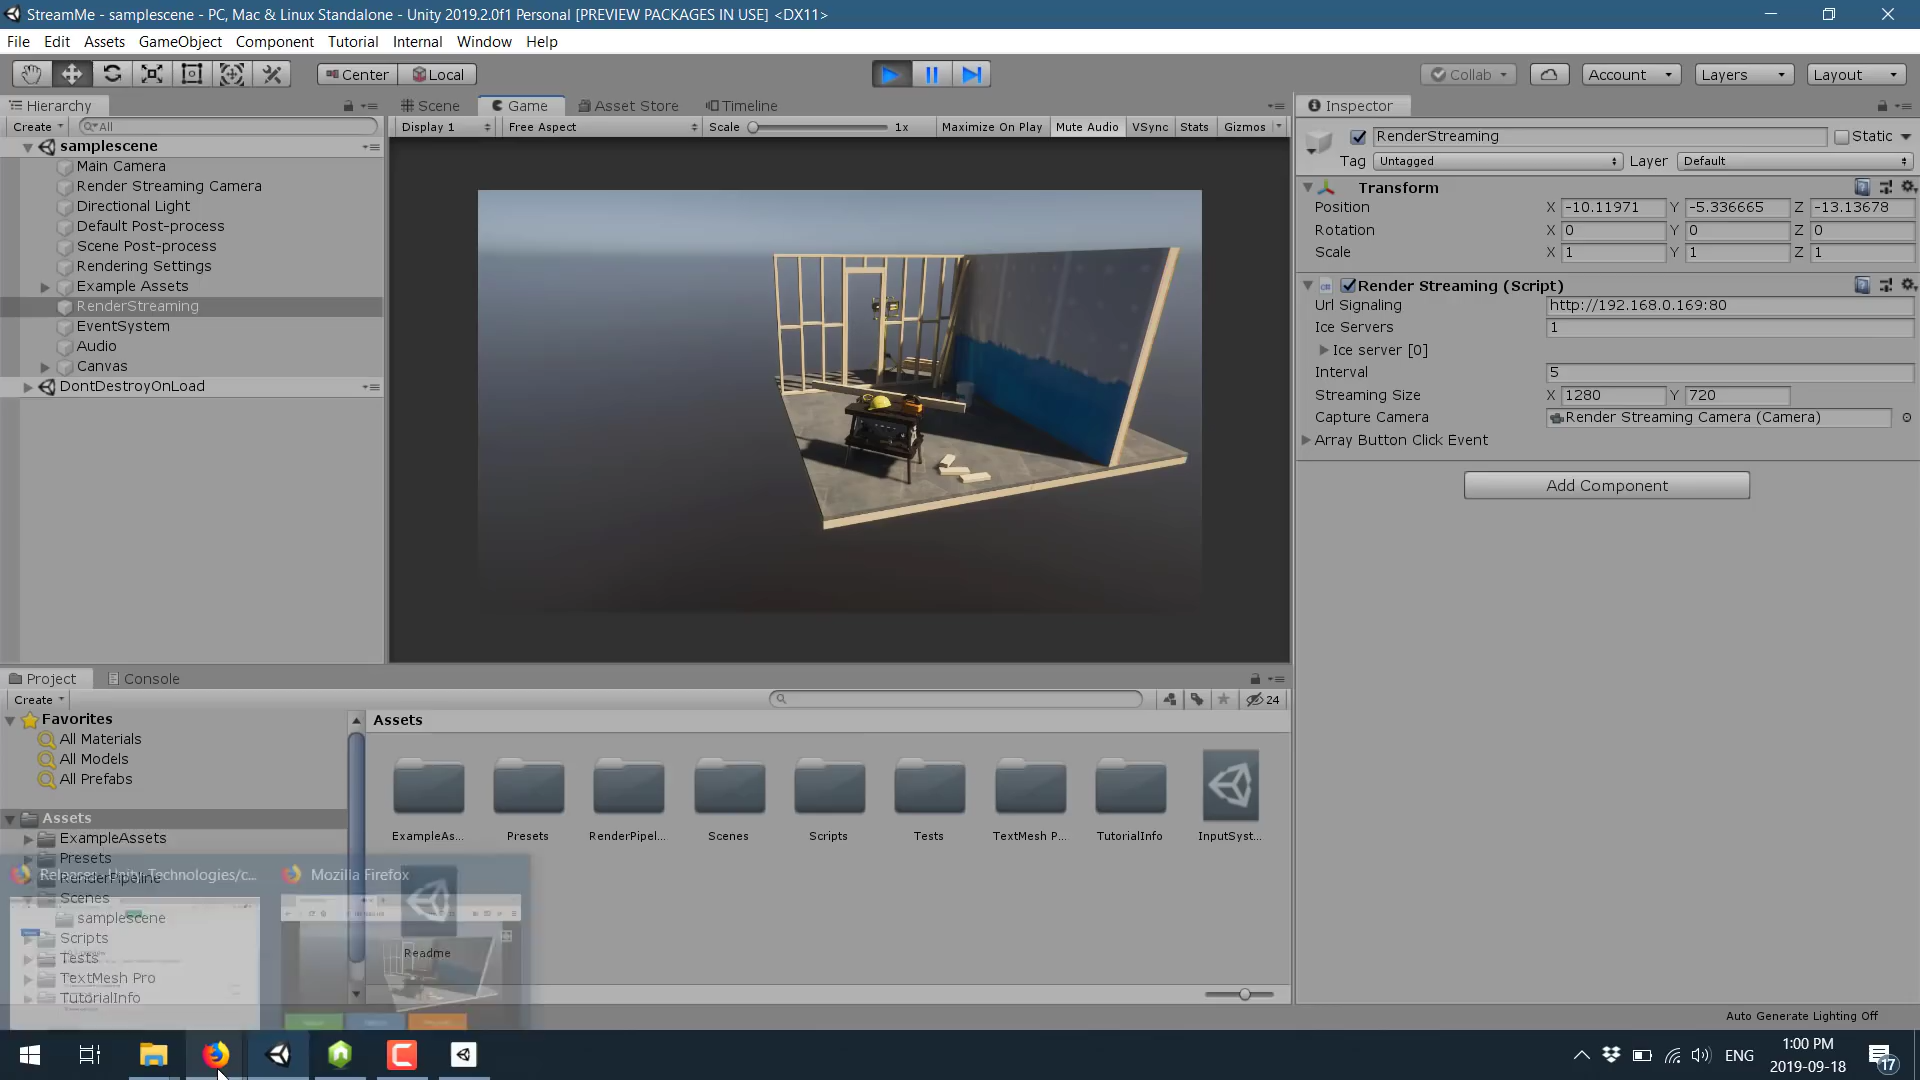 StreamMe - samplescene - PC, Mac & Linux Standalone - Unity 2019.2.0f1 Personal [PREVIEW PACKAGES IN USE] <DX11>
File Edit Assets GameObject Component Tutorial Internal Window Help
Center Local Collab Account Layers Layout
Hierarchy
Create All
samplescene
Main Camera
Render Streaming Camera
Directional Light
Default Post-process
Scene Post-process
Rendering Settings
Example Assets
RenderStreaming
EventSystem
Audio
Canvas
DontDestroyOnLoad
Scene Game Asset Store Timeline
Display 1 Free Aspect Scale 1x Maximize On Play Mute Audio VSync Stats Gizmos
Inspector
RenderStreaming Static
Tag Untagged Layer Default
Transform
Position X -10.11971 Y -5.336665 Z -13.13678
Rotation X 0 Y 0 Z 0
Scale X 1 Y 1 Z 1
Render Streaming (Script)
Url Signaling http://192.168.0.169:80
Ice Servers 1
Ice server [0]
Interval 5
Streaming Size X 1280 Y 720
Capture Camera Render Streaming Camera (Camera)
Array Button Click Event
Add Component
Project Console
Create 24
Favorites
All Materials
All Models
All Prefabs
Assets
ExampleAssets
Presets
RenderPipeline
Scenes
samplescene
Scripts
Tests
TextMesh Pro
TutorialInfo
Assets
ExampleAs... Presets RenderPipel... Scenes Scripts Tests TextMesh P... TutorialInfo InputSyst...
Readme
Mozilla Firefox
Auto Generate Lighting Off
ENG
1:00 PM
2019-09-18
17